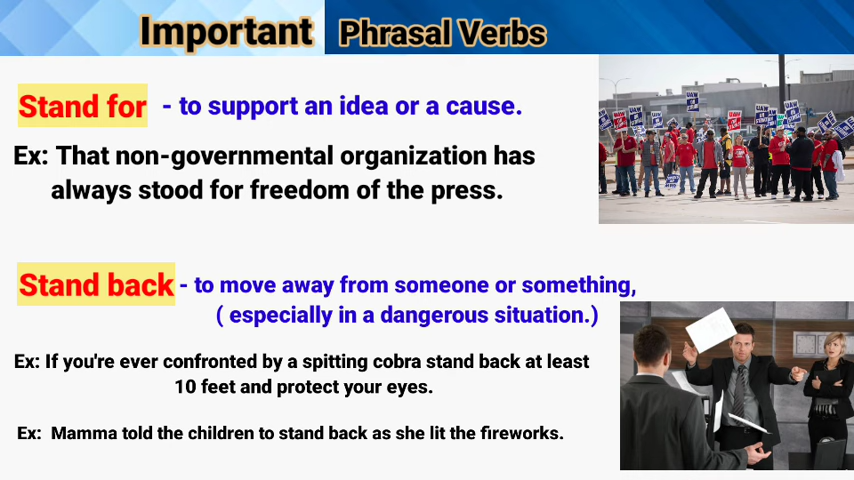 Important Phrasal Verbs
Stand for - to support an idea or a cause.
Ex: That non-governmental organization has
always stood for freedom of the press.
Stand back - to move away from someone or something,
( especially in a dangerous situation.)
Ex: If you're ever confronted by a spitting cobra stand back at least
10 feet and protect your eyes.
Ex: Mamma told the children to stand back as she lit the fireworks.